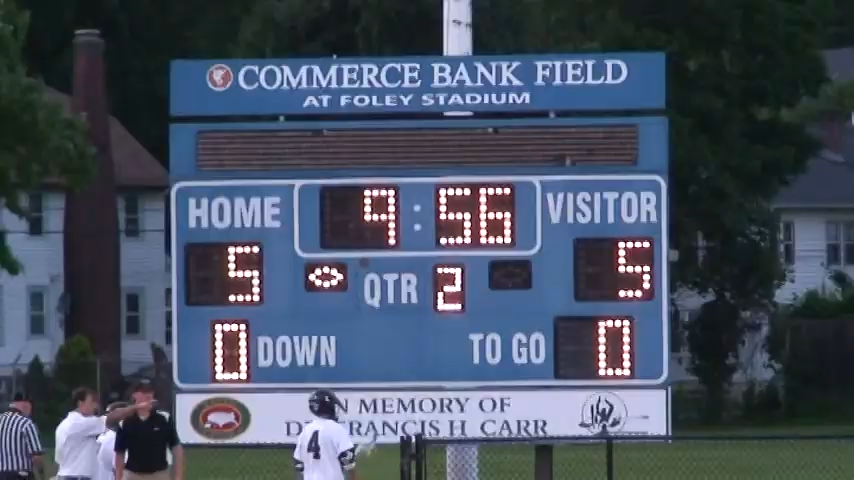 COMMERCE BANK FIELD
AT FOLEY STADIUM
HOME 9:56 VISITOR
5 QTR 2 5
0 DOWN TO GO 0
IN MEMORY OF
FRANCIS H CARR
4